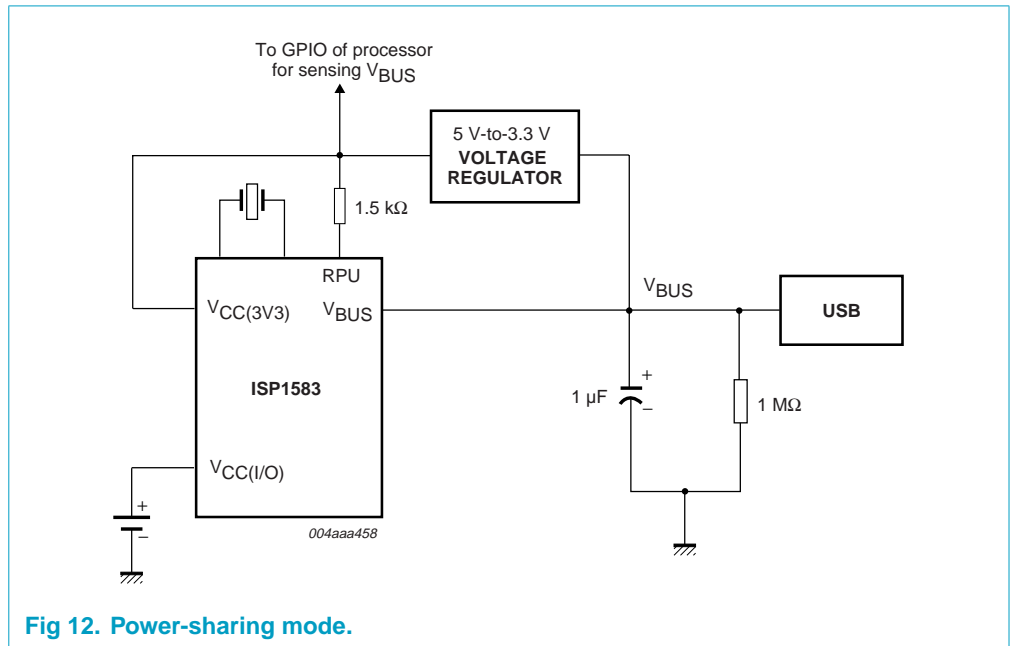 To GPIO of processor
for sensing VBUS
5 V-to-3.3 V
VOLTAGE
REGULATOR
1.5 kΩ
RPU
VCC(3V3)
VBUS
VBUS
USB
ISP1583
1 µF
+
−
1 MΩ
VCC(I/O)
+
−
004aaa458
Fig 12. Power-sharing mode.